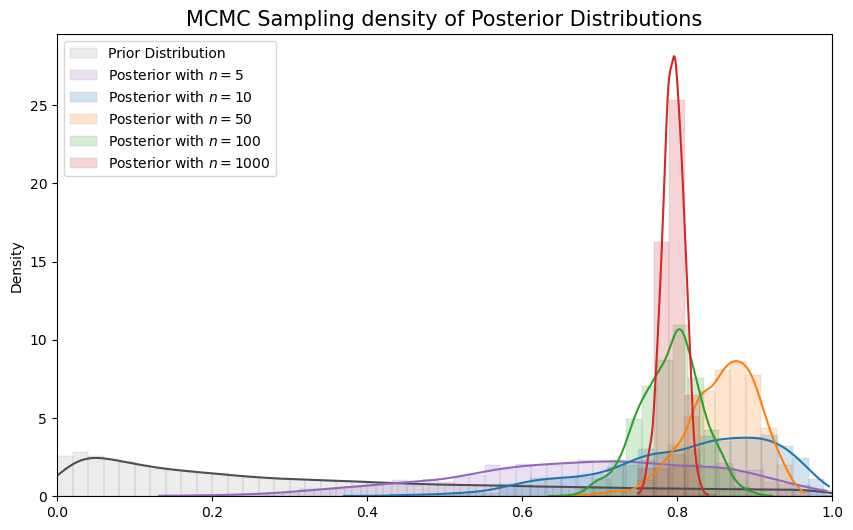 MCMC Sampling density of Posterior Distributions
Prior Distribution
Posterior with n = 5
Posterior with n = 10
Posterior with n = 50
Posterior with n = 100
Posterior with n = 1000
Density
25
20
15
10
5
0
0.0 0.2 0.4 0.6 0.8 1.0